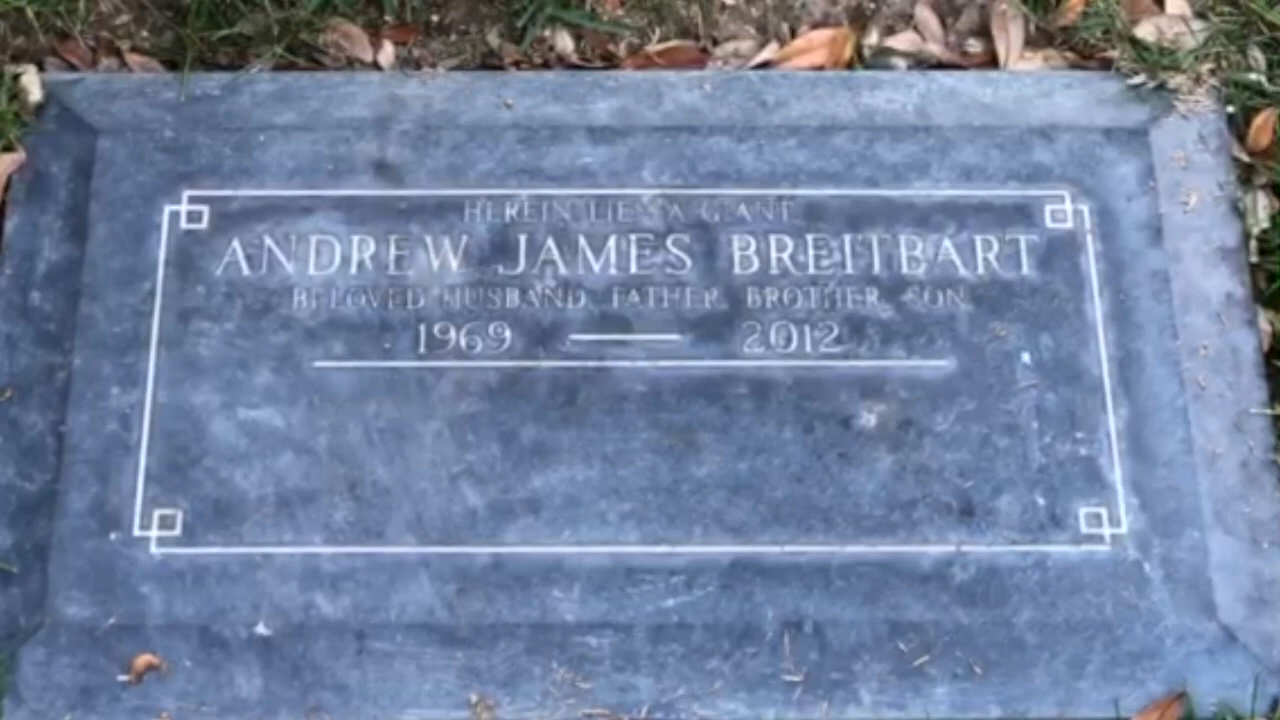 HEREIN LIES A GIANT
ANDREW JAMES BREITBART
BELOVED HUSBAND FATHER BROTHER SON
1969 — 2012